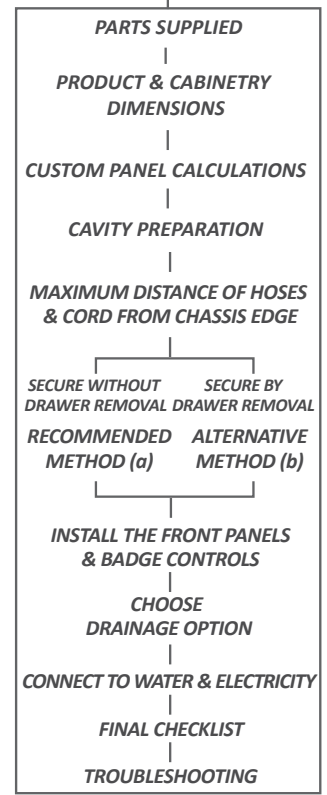 PARTS SUPPLIED
PRODUCT & CABINETRY
DIMENSIONS
CUSTOM PANEL CALCULATIONS
CAVITY PREPARATION
MAXIMUM DISTANCE OF HOSES
& CORD FROM CHASSIS EDGE
SECURE WITHOUT
DRAWER REMOVAL
RECOMMENDED
METHOD (a)
SECURE BY
DRAWER REMOVAL
ALTERNATIVE
METHOD (b)
INSTALL THE FRONT PANELS
& BADGE CONTROLS
CHOOSE
DRAINAGE OPTION
CONNECT TO WATER & ELECTRICITY
FINAL CHECKLIST
TROUBLESHOOTING